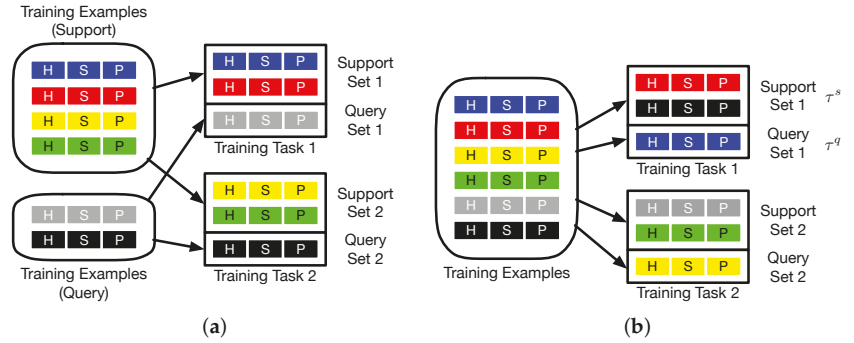 Training Examples
(Support)
H S P
H S P
H S P
H S P
H S P
H S P
Training Examples
(Query)
H S P
H S P
Support
Set 1
H S P
Query
Set 1
Training Task 1
H S P
H S P
Support
Set 2
H S P
Query
Set 2
Training Task 2
(a)
H S P
H S P
H S P
H S P
H S P
H S P
Training Examples
H S P
H S P
Support
Set 1 τ^s
H S P
Query
Set 1 τ^q
Training Task 1
H S P
H S P
Support
Set 2
H S P
Query
Set 2
Training Task 2
(b)